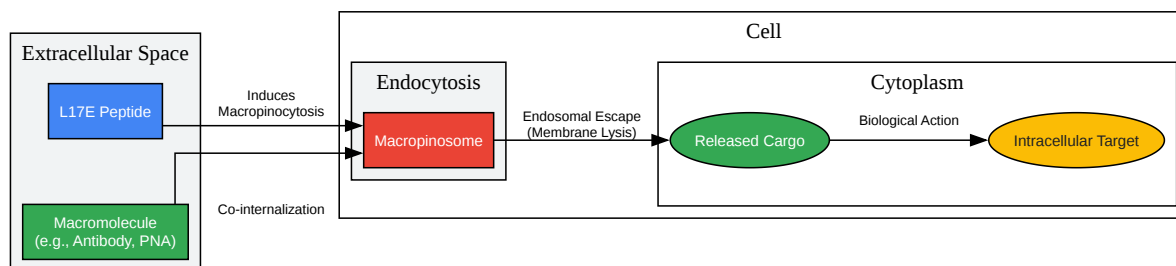 Cell
Extracellular Space
Endocytosis
Cytoplasm
L17E Peptide
Induces
Macropinocytosis
Macropinosome
Endosomal Escape
(Membrane Lysis)
Released Cargo
Biological Action
Intracellular Target
Co-internalization
Macromolecule
(e.g., Antibody, PNA)